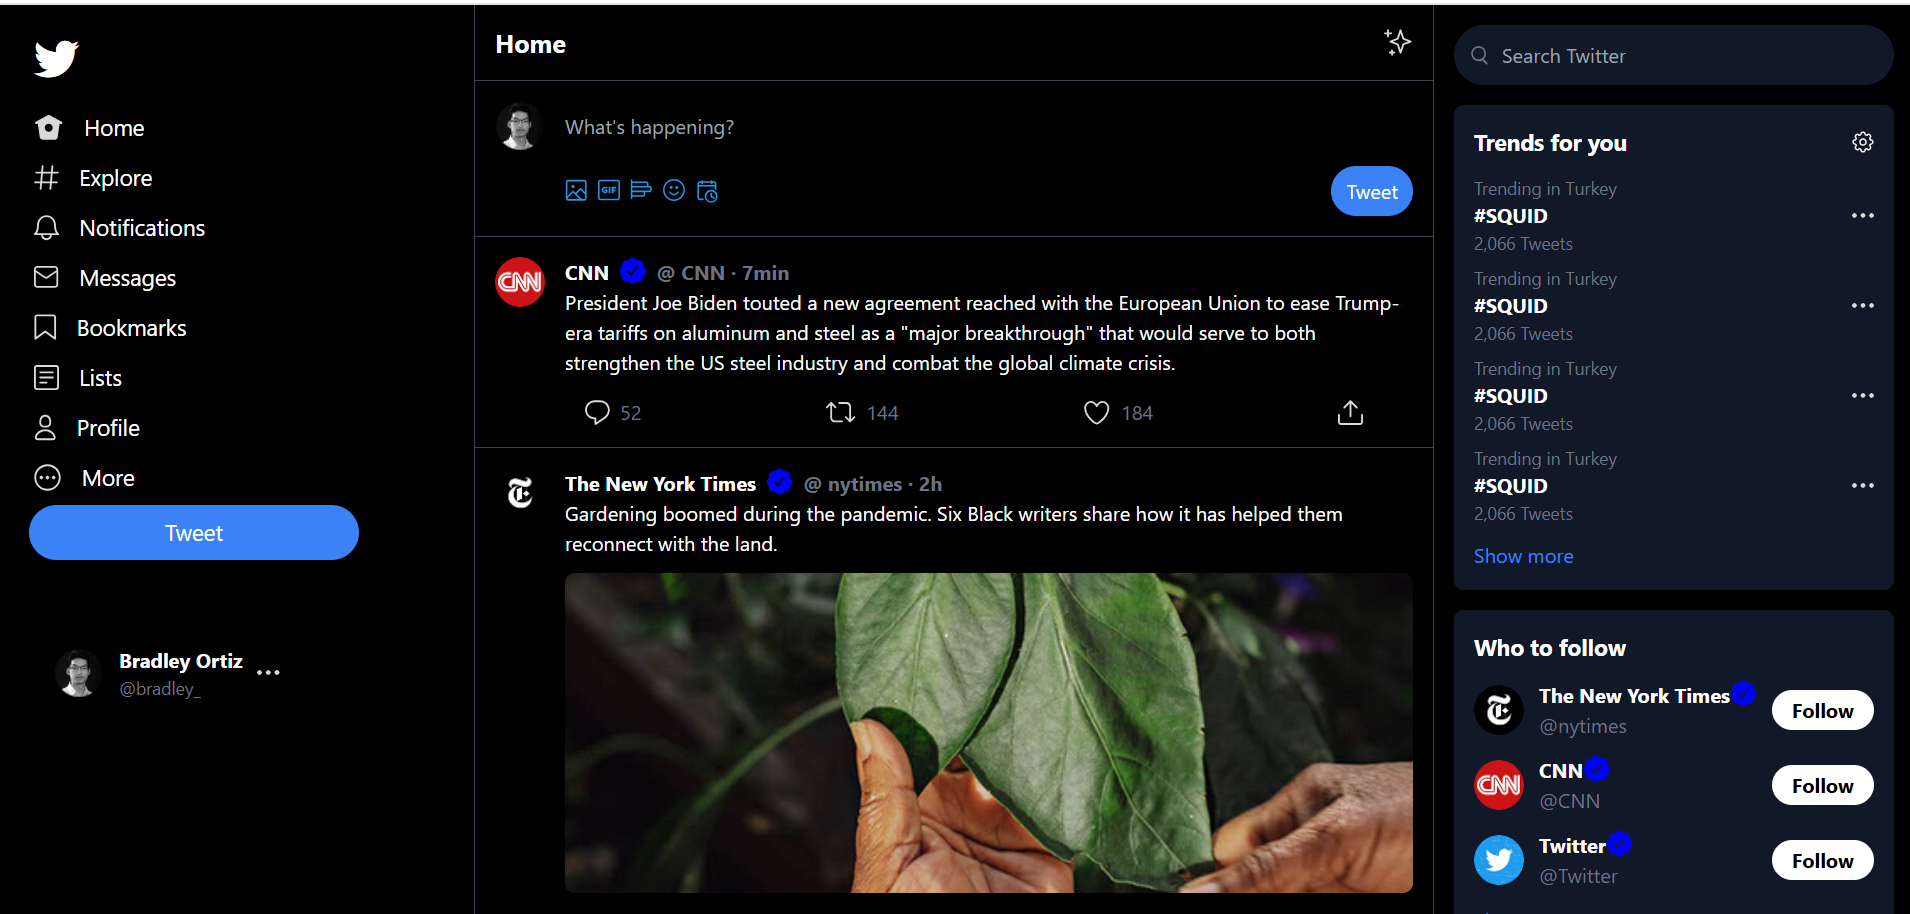 Home
Explore
Notifications
Messages
Bookmarks
Lists
Profile
More
Tweet
Bradley Ortiz
@bradley_
Home
What's happening?
GIF
Tweet
CNN
CNN @ CNN · 7min
President Joe Biden touted a new agreement reached with the European Union to ease Trump-
era tariffs on aluminum and steel as a "major breakthrough" that would serve to both
strengthen the US steel industry and combat the global climate crisis.
52 144 184
The New York Times @ nytimes · 2h
Gardening boomed during the pandemic. Six Black writers share how it has helped them
reconnect with the land.
Search Twitter
Trends for you
Trending in Turkey
#SQUID
2,066 Tweets
Trending in Turkey
#SQUID
2,066 Tweets
Trending in Turkey
#SQUID
2,066 Tweets
Trending in Turkey
#SQUID
2,066 Tweets
Show more
Who to follow
The New York Times
@nytimes
Follow
CNN
CNN
@CNN
Follow
Twitter
@Twitter
Follow